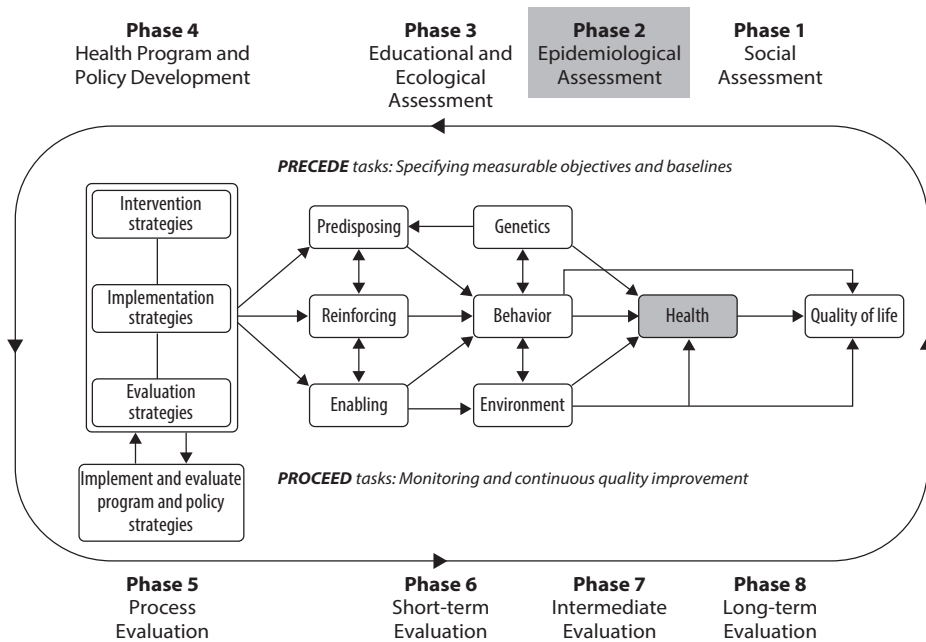 Phase 4
Health Program and
Policy Development
Phase 3
Educational and
Ecological
Assessment
Phase 2
Epidemiological
Assessment
Phase 1
Social
Assessment
PRECEDE tasks: Specifying measurable objectives and baselines
Intervention
strategies
Predisposing
Genetics
Implementation
strategies
Reinforcing
Behavior
Health
Quality of life
Evaluation
strategies
Enabling
Environment
Implement and evaluate
program and policy
strategies
PROCEED tasks: Monitoring and continuous quality improvement
Phase 5
Process
Evaluation
Phase 6
Short-term
Evaluation
Phase 7
Intermediate
Evaluation
Phase 8
Long-term
Evaluation